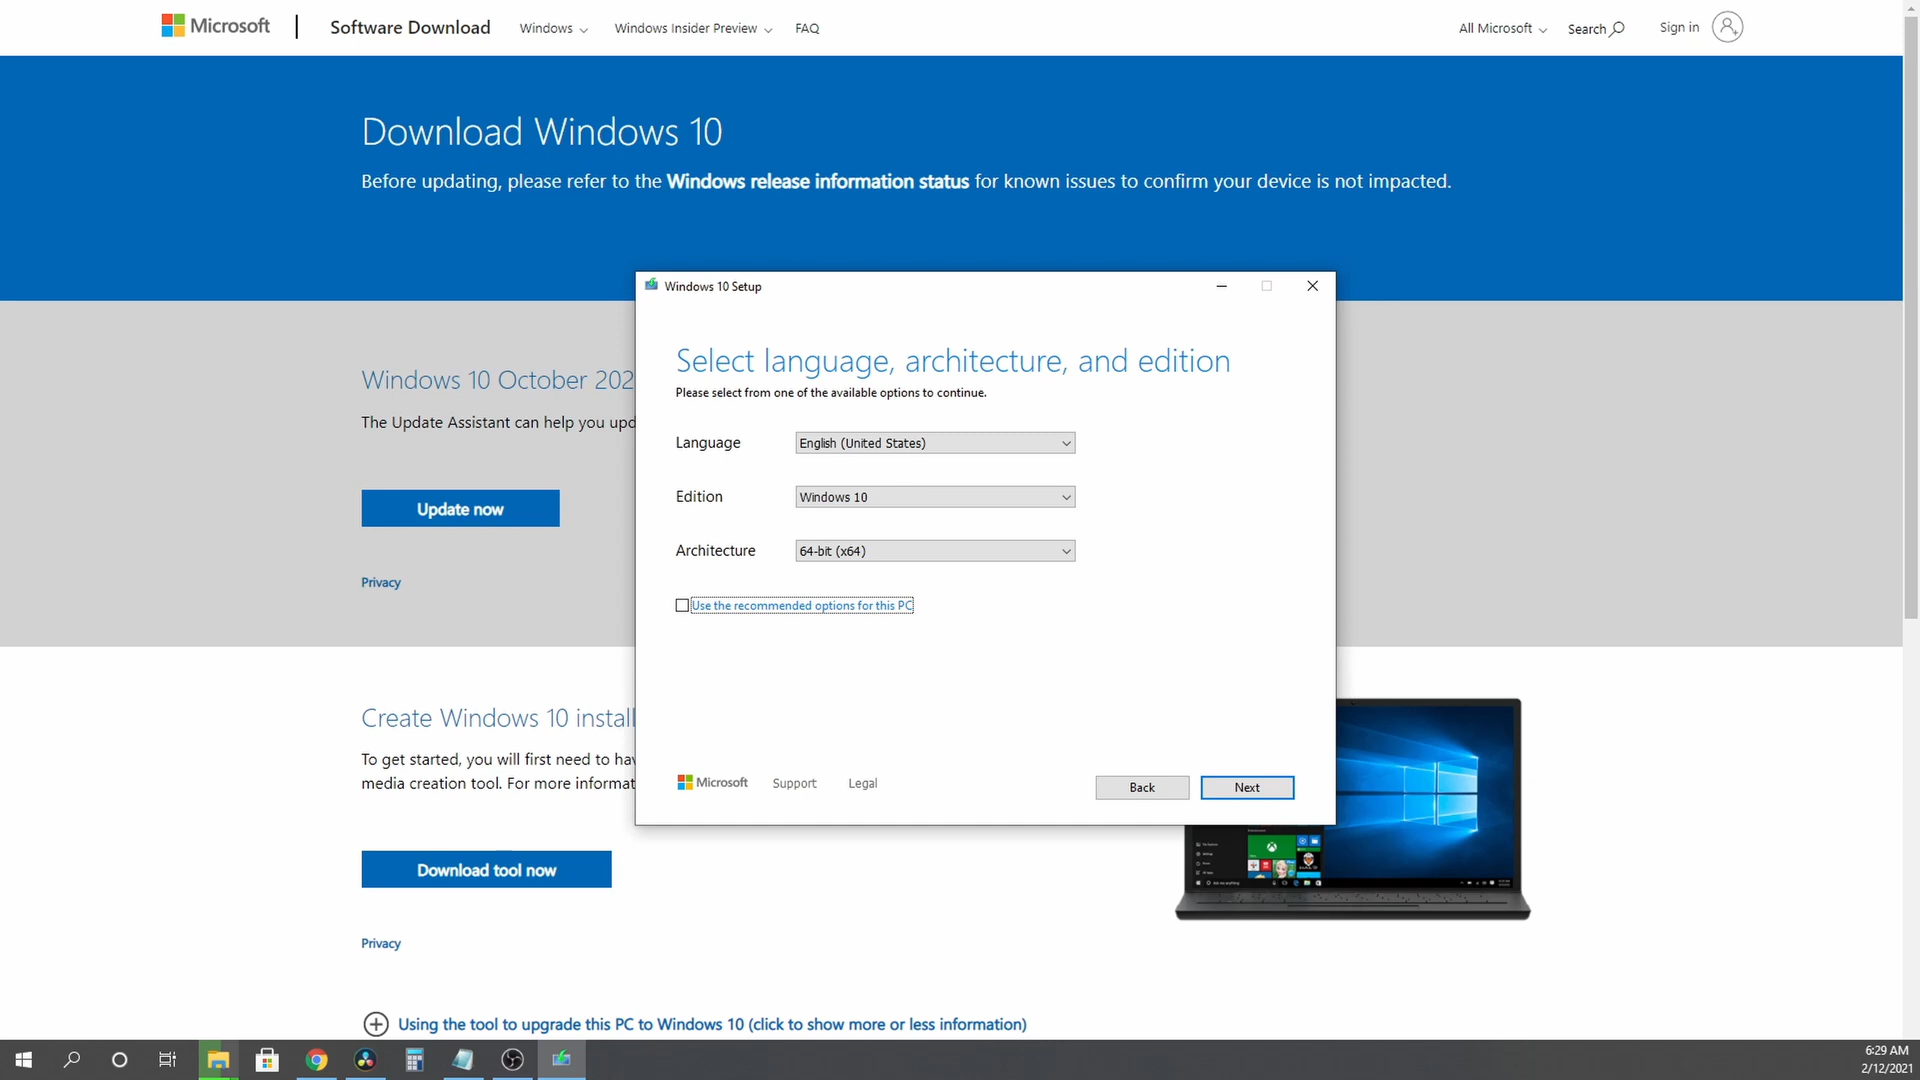 Microsoft | Software Download Windows Windows Insider Preview FAQ All Microsoft Search Sign in
Download Windows 10
Before updating, please refer to the Windows release information status for known issues to confirm your device is not impacted.
Windows 10 Setup
Select language, architecture, and edition
Please select from one of the available options to continue.
Windows 10 October 202
The Update Assistant can help you upd
Language English (United States)
Edition Windows 10
Update now
Architecture 64-bit (x64)
Privacy
Use the recommended options for this PC
Create Windows 10 install
To get started, you will first need to hav
media creation tool. For more informat
Microsoft Support Legal Back Next
Download tool now
Privacy
Using the tool to upgrade this PC to Windows 10 (click to show more or less information)
6:29 AM
2/12/2021